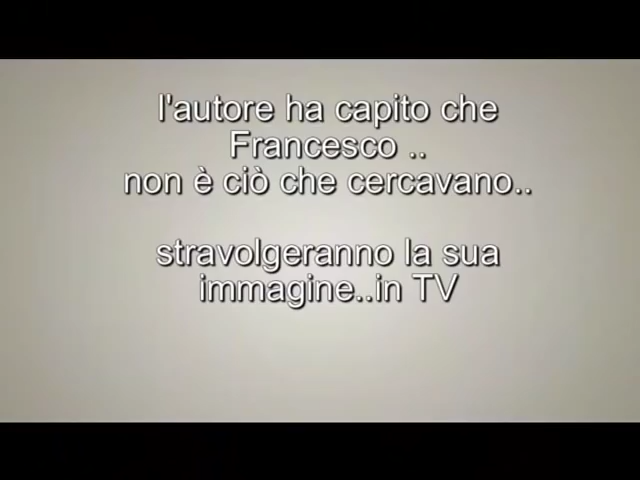 l'autore ha capito che
Francesco ..
non è ciò che cercavano..
stravolgeranno la sua
immagine..in TV